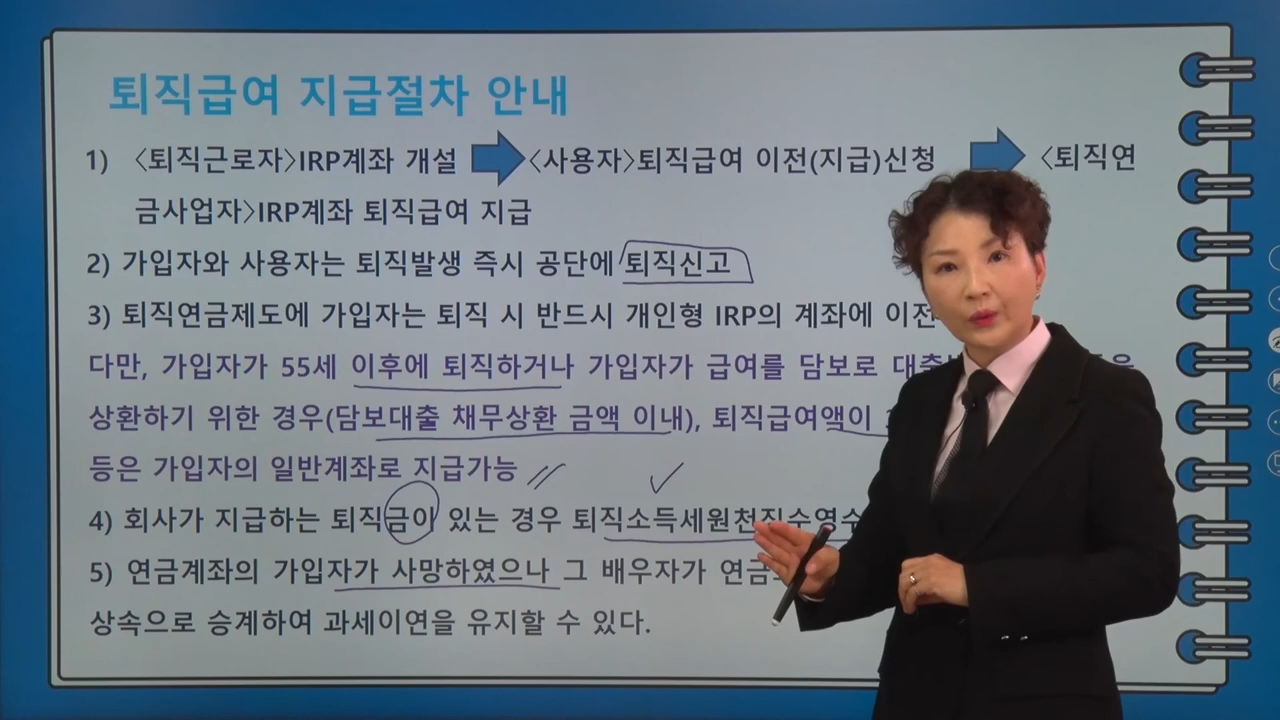 퇴직급여 지급절차 안내
1) 〈퇴직근로자〉IRP계좌 개설 〈사용자〉퇴직급여 이전(지급)신청 〈퇴직연
금사업자〉IRP계좌 퇴직급여 지급
2) 가입자와 사용자는 퇴직발생 즉시 공단에 퇴직신고
3) 퇴직연금제도에 가입자는 퇴직 시 반드시 개인형 IRP의 계좌에 이전
다만, 가입자가 55세 이후에 퇴직하거나 가입자가 급여를 담보로
상환하기 위한 경우(담보대출 채무상환 금액 이내), 퇴직급여액이
등은 가입자의 일반계좌로 지급가능
4) 회사가 지급하는 퇴직금이 있는 경우 퇴직소득세원천징수영수
5) 연금계좌의 가입자가 사망하였으나 그 배우자가
상속으로 승계하여 과세이연을 유지할 수 있다.